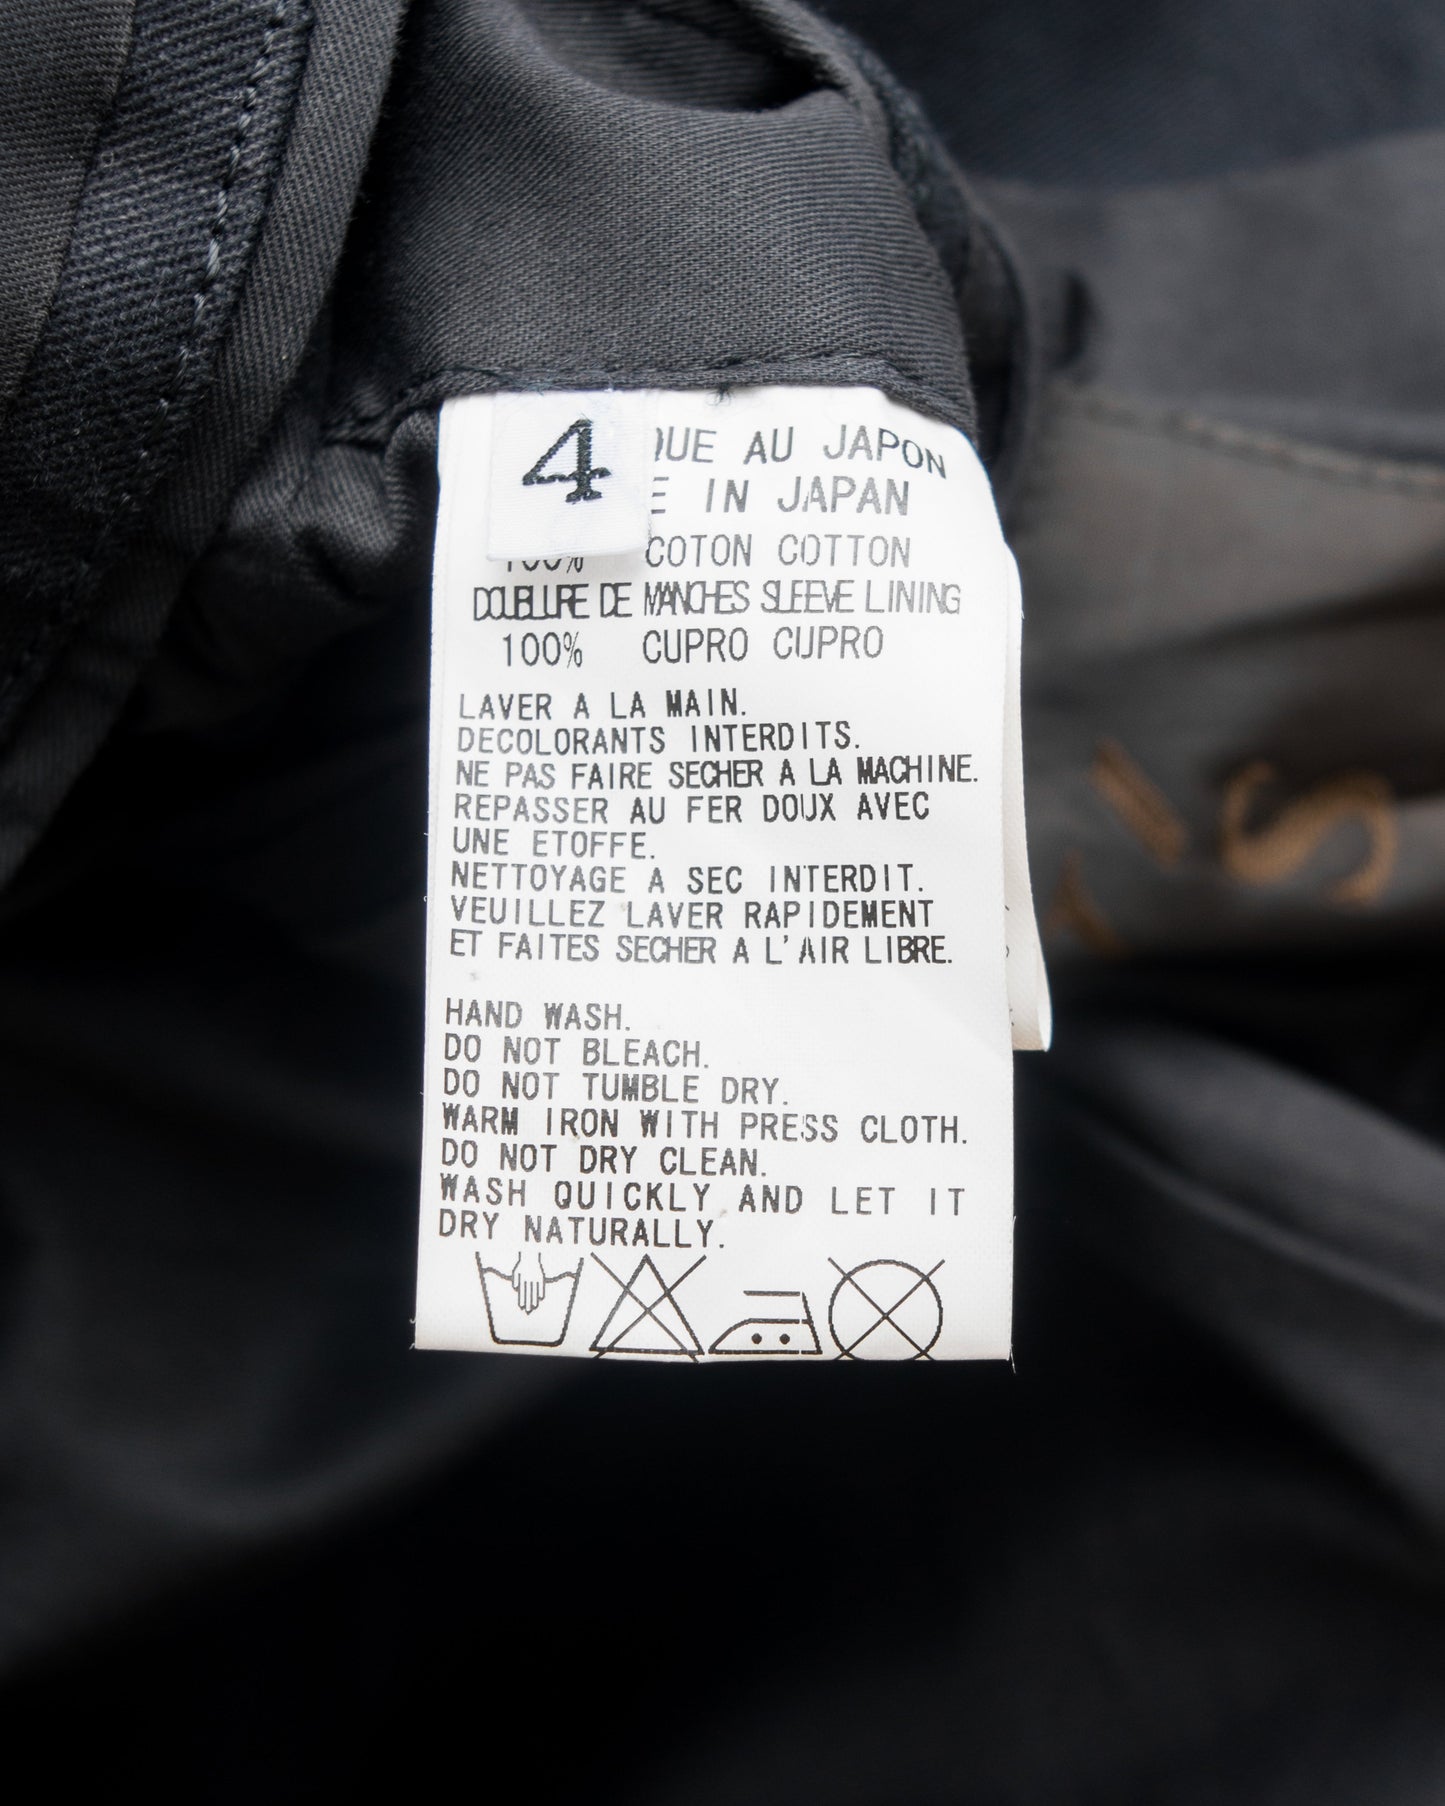 4
QUE AU JAPON
E IN JAPAN
100% COTON COTTON
DOUBLURE DE MANCHES SLEEVE LINING
100% CUPRO CUPRO
LAVER A LA MAIN.
DECOLORANTS INTERDITS.
NE PAS FAIRE SECHER A LA MACHINE.
REPASSER AU FER DOUX AVEC
UNE ETOFFE.
NETTOYAGE A SEC INTERDIT.
VEUILLEZ LAVER RAPIDEMENT
ET FAITES SECHER A L'AIR LIBRE.
HAND WASH.
DO NOT BLEACH.
DO NOT TUMBLE DRY.
WARM IRON WITH PRESS CLOTH.
DO NOT DRY CLEAN.
WASH QUICKLY AND LET IT
DRY NATURALLY.